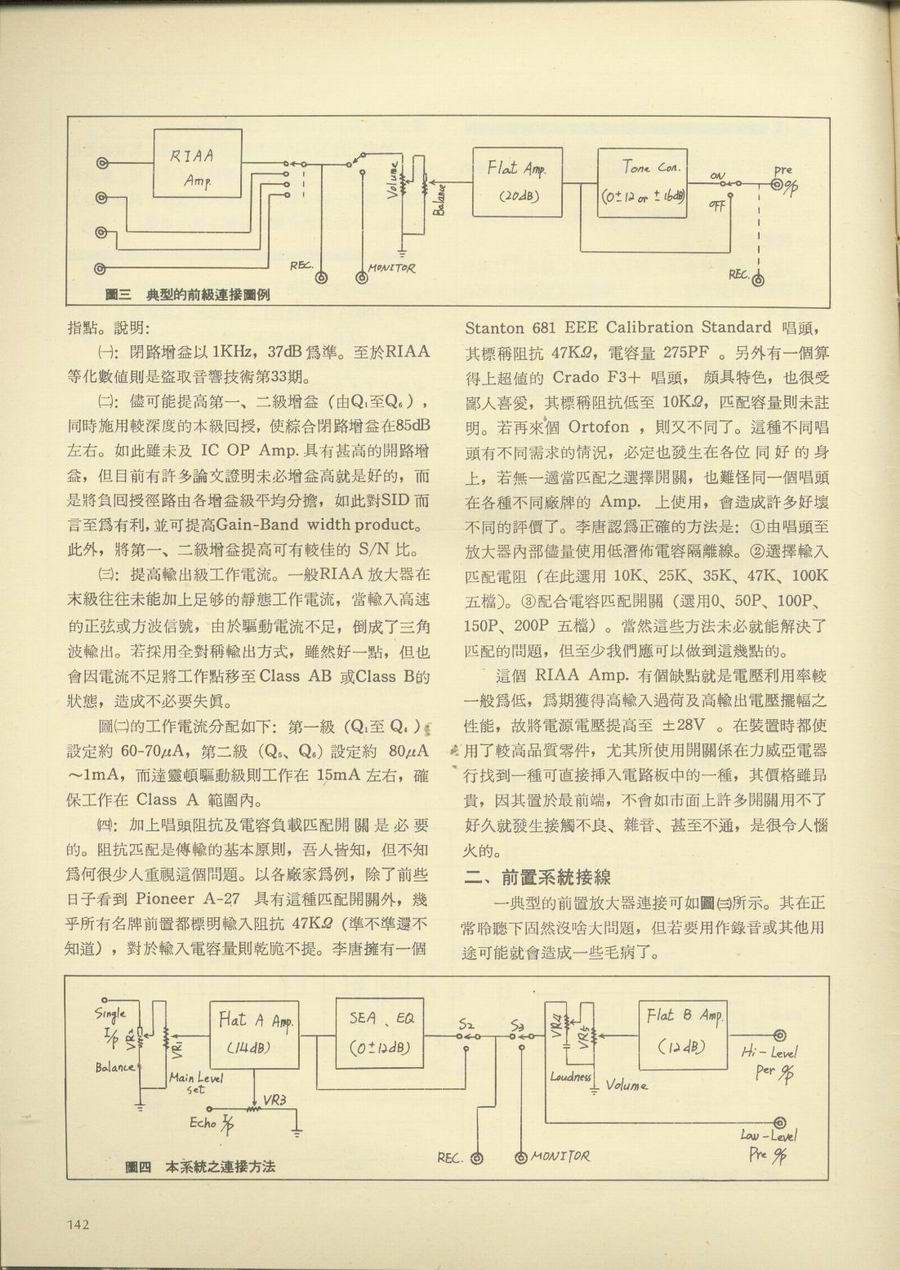 RIAA
Amp.
REC.
MONITOR
Volume
Balance
Flat Amp.
(20dB)
Tone Con.
(0±12 or ±16dB)
ON
OFF
pre
o/p
REC.
圖三 典型的前級連接圖例
指點。說明：
㈠：閉路增益以1KHz，37dB爲準。至於RIAA
等化數値則是盜取音響技術第33期。
㈡：儘可能提高第一、二級增益（由Q₁至Q₆），
同時施用較深度的本級囘授，使綜合閉路增益在85dB
左右。如此雖未及 IC OP Amp.具有甚高的開路增
益，但目前有許多論文證明未必增益高就是好的，而
是將負囘授徑路由各增益級平均分擔，如此對SID 而
言至爲有利，並可提高Gain-Band width product。
此外，將第一、二級增益提高可有較佳的 S/N 比。
㈢：提高輸出級工作電流。一般RIAA 放大器在
末級往往未能加上足够的靜態工作電流，當輸入高速
的正弦或方波信號，由於驅動電流不足，倒成了三角
波輸出。若採用全對稱輸出方式，雖然好一點，但也
會因電流不足將工作點移至Class AB 或Class B的
狀態，造成不必要失眞。
圖㈡的工作電流分配如下：第一級（Q₁至 Q₄）
設定約 60-70μA，第二級（Q₅、Q₆）設定約 80μA
～1mA，而達靈頓驅動級則工作在 15mA 左右，確
保工作在 Class A 範圍內。
㈣：加上唱頭阻抗及電容負載匹配開關是必要
的。阻抗匹配是傳輸的基本原則，吾人皆知，但不知
爲何很少人重視這個問題。以各廠家爲例，除了前些
日子看到 Pioneer A-27 具有這種匹配開關外，幾
乎所有名牌前置都標明輸入阻抗 47KΩ（準不準還不
知道），對於輸入電容量則乾脆不提。李唐擁有一個
Stanton 681 EEE Calibration Standard 唱頭，
其標稱阻抗 47KΩ，電容量 275PF 。另外有一個算
得上超值的 Crado F3+ 唱頭， 頗具特色，也很受
鄙人喜愛，其標稱阻抗低至 10KΩ，匹配容量則未註
明。若再來個 Ortofon ，則又不同了。這種不同唱
頭有不同需求的情況，必定也發生在各位同好的身
上，若無一適當匹配之選擇開關，也難怪同一個唱頭
在各種不同廠牌的 Amp. 上使用，會造成許多好壞
不同的評價了。李唐認爲正確的方法是：①由唱頭至
放大器內部儘量使用低潛佈電容隔離線。②選擇輸入
匹配電阻（在此選用 10K、25K、35K、47K、100K
五檔）。③配合電容匹配開關（選用0、50P、100P、
150P、200P 五檔）。當然這些方法未必就能解決了
匹配的問題，但至少我們應可以做到這幾點的。
這個 RIAA Amp. 有個缺點就是電壓利用率較
一般爲低，爲期獲得高輸入過荷及高輸出電壓擺幅之
性能，故將電源電壓提高至 ±28V 。在裝置時都使
用了較高品質零件，尤其所使用開關係在力威亞電器
行找到一種可直接挿入電路板中的一種，其價格雖昻
貴，因其置於最前端，不會如市面上許多開關用不了
好久就發生接觸不良、雜音、甚至不通，是很令人惱
火的。
二、前置系統接線
一典型的前置放大器連接可如圖㈢所示。其在正
常聆聽下固然沒啥大問題，但若要用作錄音或其他用
途可能就會造成一些毛病了。
Single
I/p
Balance
VR2
VR1
Main Level
set
Flat A Amp.
(14dB)
Echo I/p
VR3
SEA、EQ
(0±12dB)
S2
S3
REC.
MONITOR
VR4
VR5
Loudness
Volume
Flat B Amp.
(12dB)
Hi-Level
per o/p
Low-Level
Pre o/p
圖四 本系統之連接方法
142